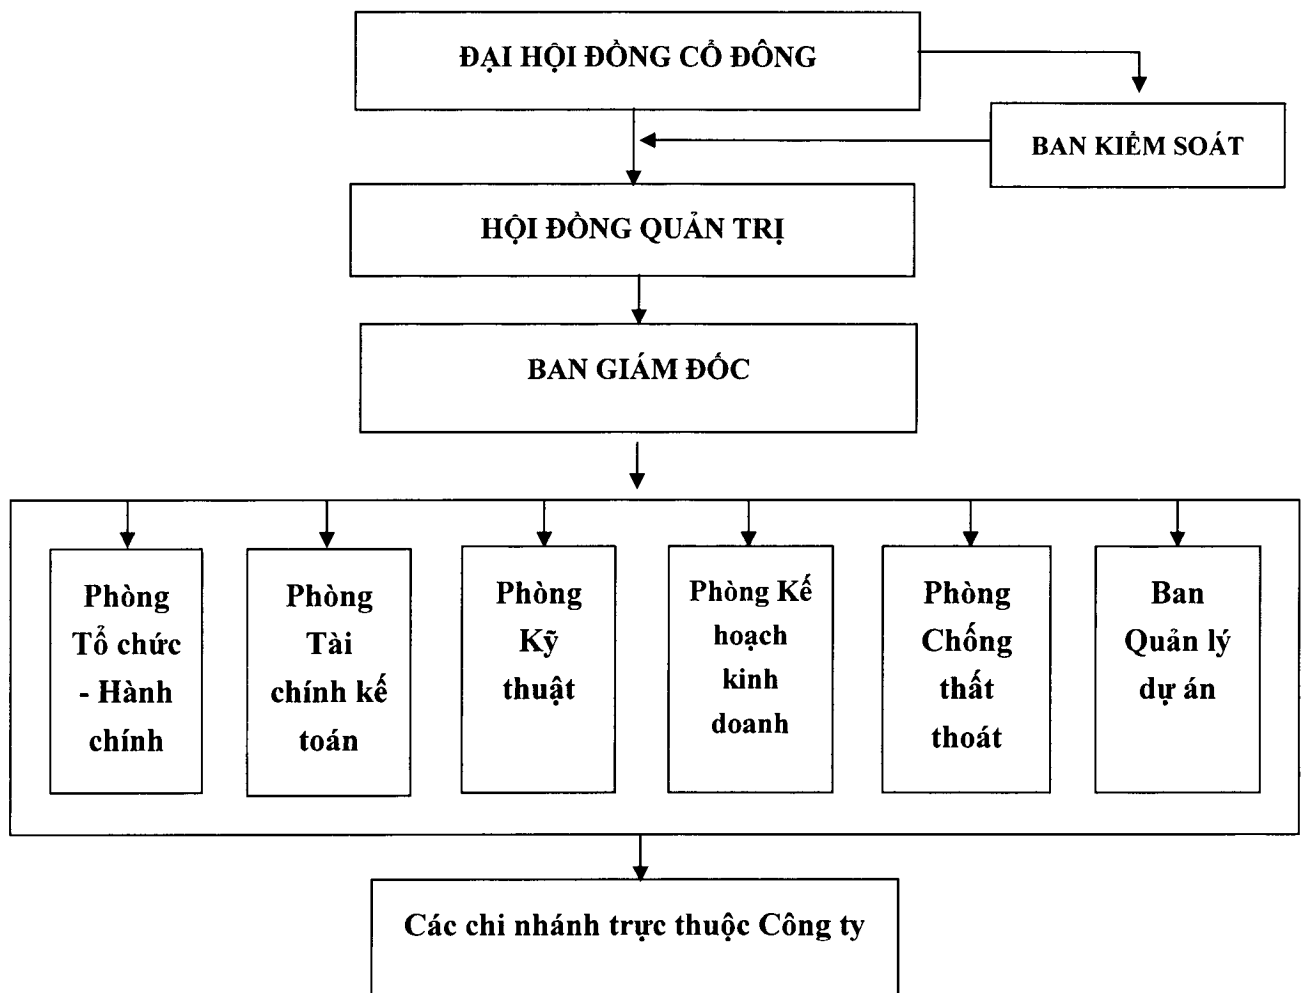 ĐẠI HỘI ĐỒNG CỔ ĐÔNG
BAN KIỂM SOÁT
HỘI ĐỒNG QUẢN TRỊ
BAN GIÁM ĐỐC
Phòng
Tổ chức
- Hành
chính
Phòng
Tài
chính kế
toán
Phòng
Kỹ
thuật
Phòng Kế
hoạch
kinh
doanh
Phòng
Chống
thất
thoát
Ban
Quản lý
dự án
Các chi nhánh trực thuộc Công ty